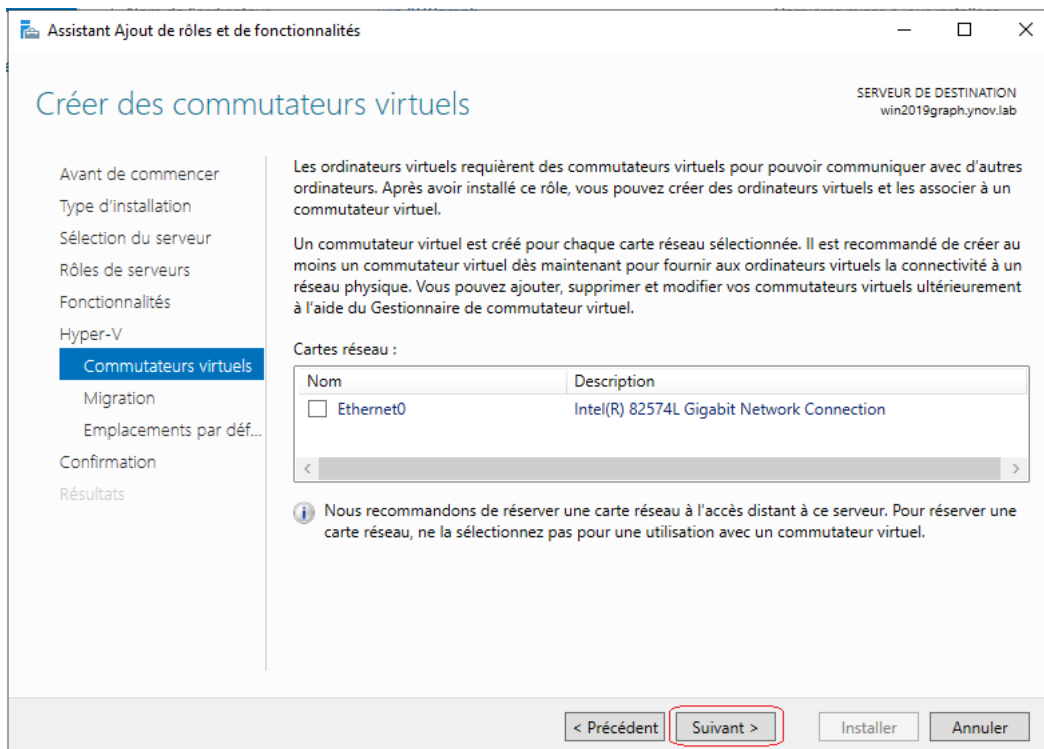 Assistant Ajout de rôles et de fonctionnalités
Créer des commutateurs virtuels
SERVEUR DE DESTINATION
win2019graph.ynov.lab
Avant de commencer
Type d'installation
Sélection du serveur
Rôles de serveurs
Fonctionnalités
Hyper-V
Commutateurs virtuels
Migration
Emplacements par déf...
Confirmation
Résultats
Les ordinateurs virtuels requièrent des commutateurs virtuels pour pouvoir communiquer avec d'autres
ordinateurs. Après avoir installé ce rôle, vous pouvez créer des ordinateurs virtuels et les associer à un
commutateur virtuel.
Un commutateur virtuel est créé pour chaque carte réseau sélectionnée. Il est recommandé de créer au
moins un commutateur virtuel dès maintenant pour fournir aux ordinateurs virtuels la connectivité à un
réseau physique. Vous pouvez ajouter, supprimer et modifier vos commutateurs virtuels ultérieurement
à l'aide du Gestionnaire de commutateur virtuel.
Cartes réseau :
Nom Description
Ethernet0 Intel(R) 82574L Gigabit Network Connection
Nous recommandons de réserver une carte réseau à l'accès distant à ce serveur. Pour réserver une
carte réseau, ne la sélectionnez pas pour une utilisation avec un commutateur virtuel.
< Précédent Suivant > Installer Annuler